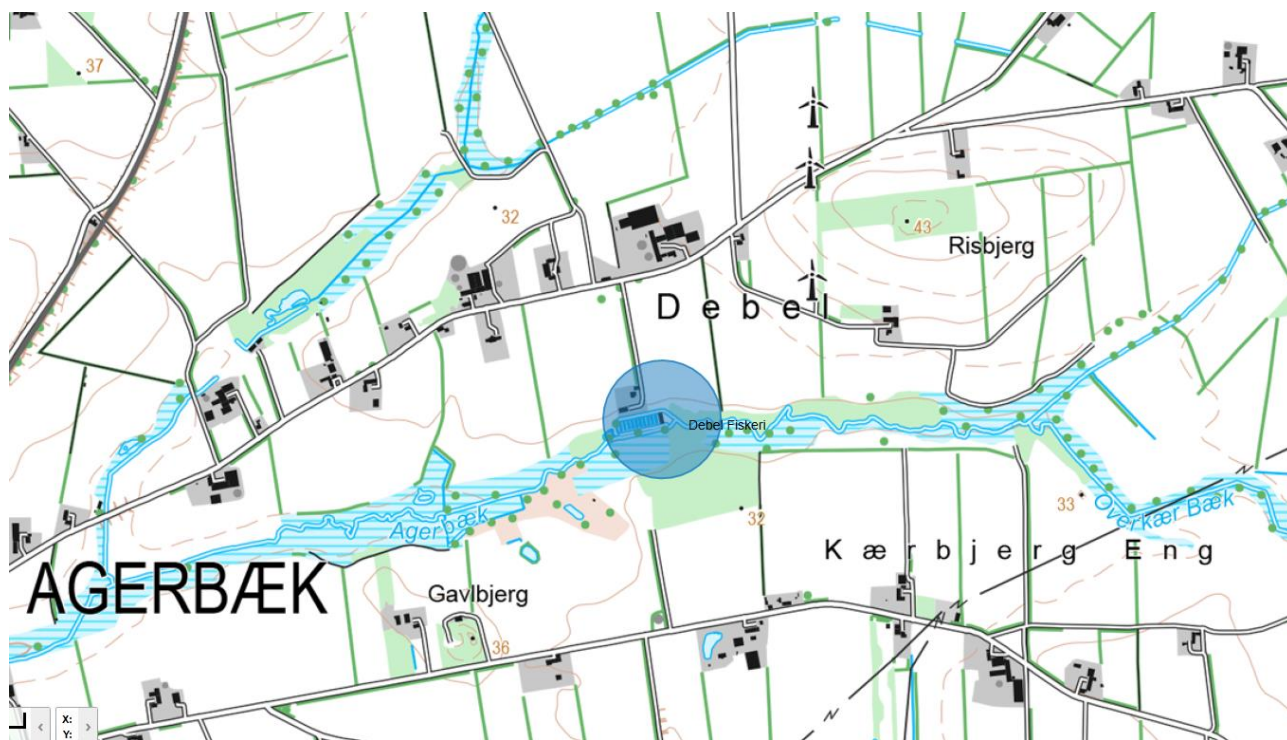 37
32
43
Risbjerg
Debel
Debel Fiskeri
33
Overkær Bæk
32
Agerbæk
Kærbjerg Eng
AGERBÆK
Gavlbjerg
36
X:
Y: